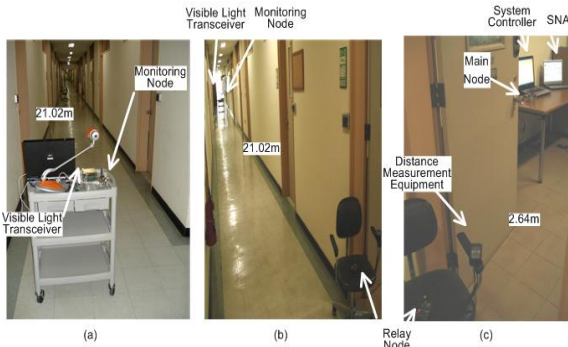 Visible Light
Transceiver
Monitoring
Node
System
Controller
SNA
Monitoring
Node
Main
Node
21.02m
21.02m
Distance
Measurement
Equipment
Visible Light
Transceiver
2.64m
(a)
(b)
Relay
Node
(c)